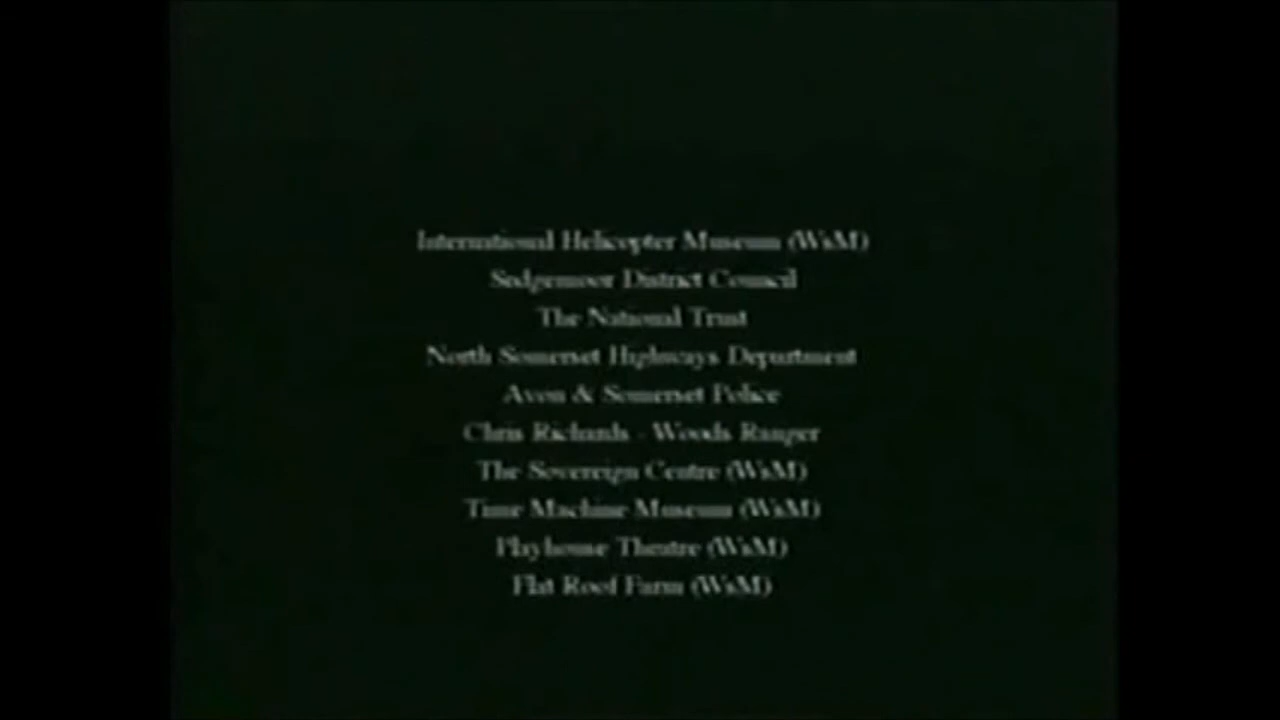 International Helicopter Museum (WsM)
Sedgemoor District Council
The National Trust
North Somerset Highways Department
Avon & Somerset Police
Chris Richards - Woods Ranger
The Sovereign Centre (WsM)
Time Machine Museum (WsM)
Playhouse Theatre (WsM)
Flat Roof Farm (WsM)